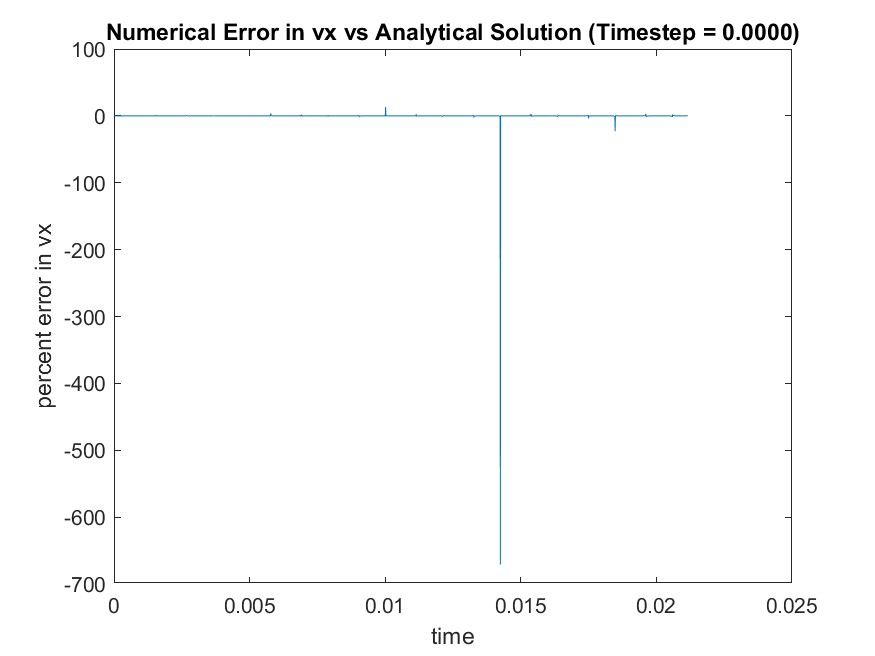 Numerical Error in vx vs Analytical Solution (Timestep = 0.0000)
100
0
-100
-200
-300
-400
-500
-600
-700
percent error in vx
0 0.005 0.01 0.015 0.02 0.025
time